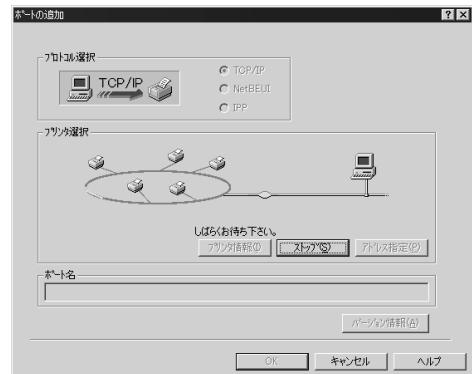 ポートの追加
プロトコル選択
TCP/IP
TCP/IP
NetBEUI
IPP
プリンタ選択
しばらくお待ち下さい。
プリンタ情報(I)
ストップ(S)
アドレス指定(P)
ポート名
バージョン情報(A)
OK
キャンセル
ヘルプ